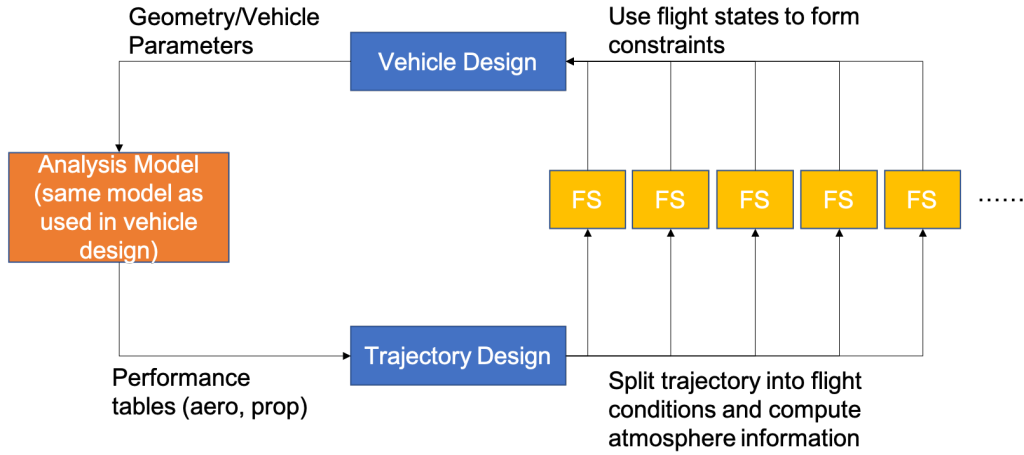 Geometry/Vehicle
Parameters
Vehicle Design
Use flight states to form
constraints
Analysis Model
(same model as
used in vehicle
design)
FS
FS
FS
FS
FS
......
Trajectory Design
Performance
tables (aero, prop)
Split trajectory into flight
conditions and compute
atmosphere information